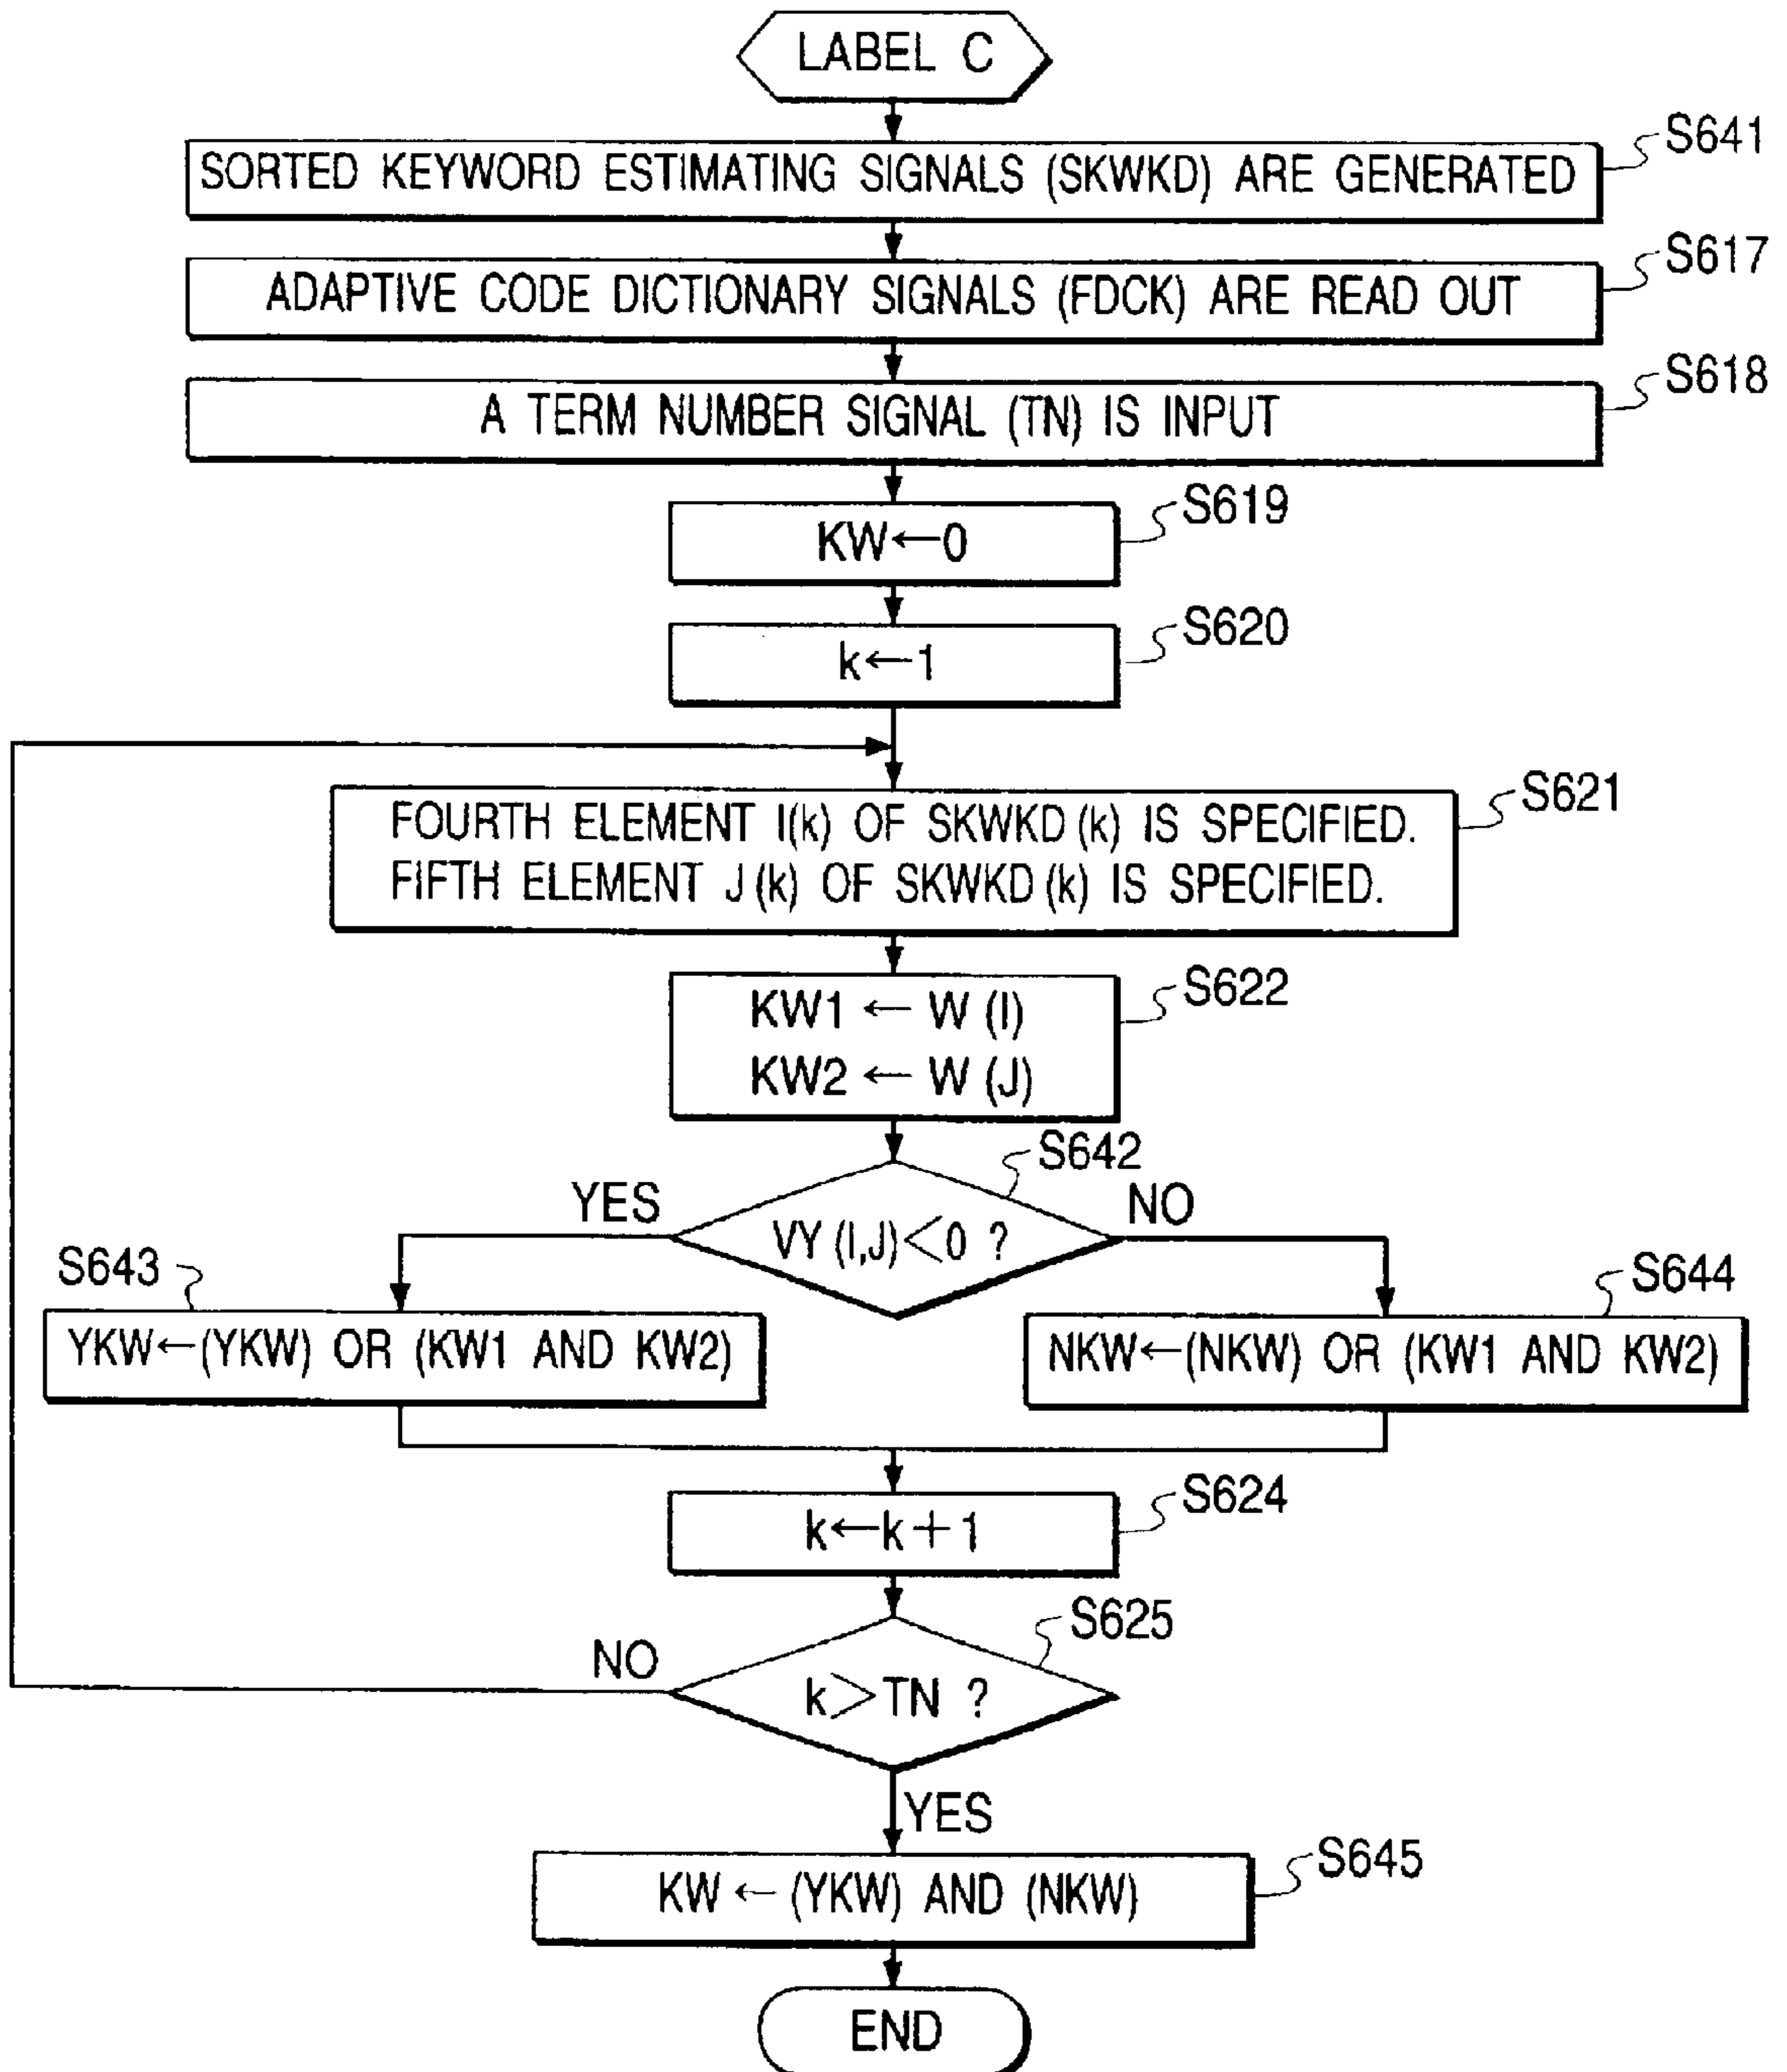 LABEL C
S641
SORTED KEYWORD ESTIMATING SIGNALS (SKWKD) ARE GENERATED
S617
ADAPTIVE CODE DICTIONARY SIGNALS (FDCK) ARE READ OUT
S618
A TERM NUMBER SIGNAL (TN) IS INPUT
S619
KW←0
S620
k←1
S621
FOURTH ELEMENT I(k) OF SKWKD (k) IS SPECIFIED.
FIFTH ELEMENT J (k) OF SKWKD (k) IS SPECIFIED.
S622
KW1 ← W (I)
KW2 ← W (J)
S642
YES
NO
VY (I,J)<0 ?
S643
S644
YKW←(YKW) OR (KW1 AND KW2)
NKW←(NKW) OR (KW1 AND KW2)
S624
k←k+1
S625
NO
k>TN ?
YES
S645
KW ← (YKW) AND (NKW)
END